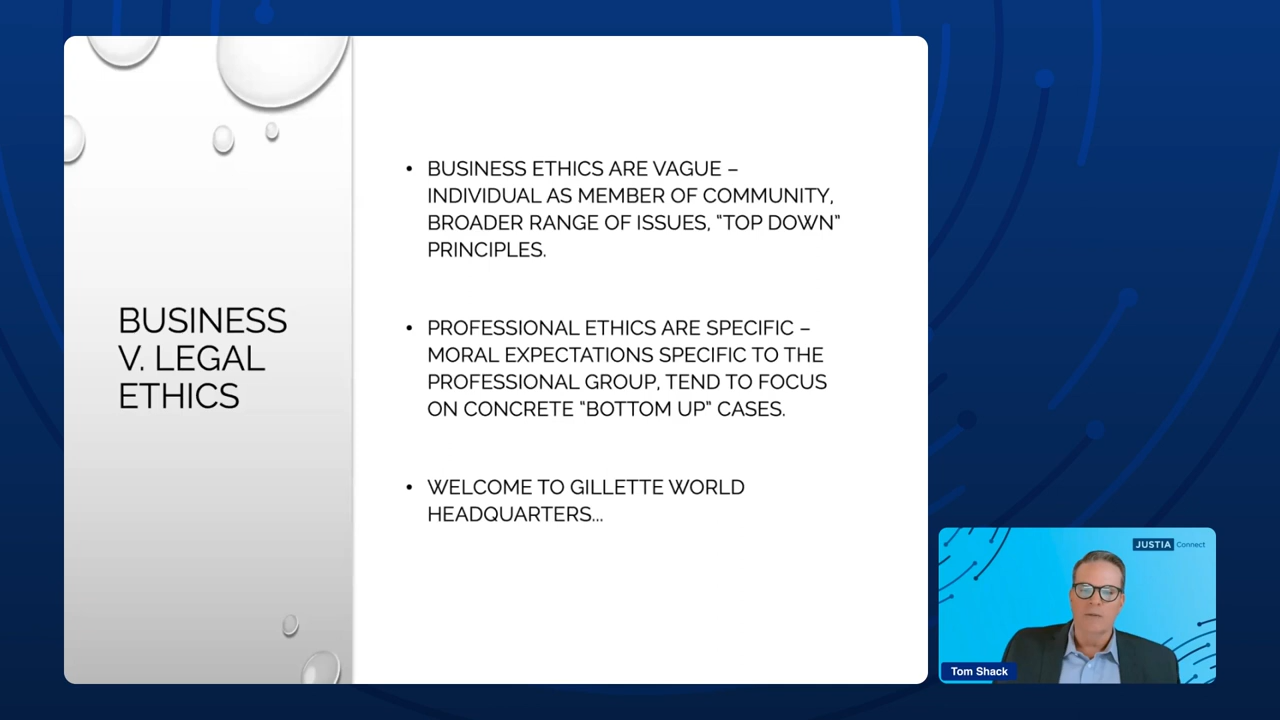 BUSINESS
V. LEGAL
ETHICS
• BUSINESS ETHICS ARE VAGUE –
INDIVIDUAL AS MEMBER OF COMMUNITY,
BROADER RANGE OF ISSUES, "TOP DOWN"
PRINCIPLES.
• PROFESSIONAL ETHICS ARE SPECIFIC –
MORAL EXPECTATIONS SPECIFIC TO THE
PROFESSIONAL GROUP, TEND TO FOCUS
ON CONCRETE "BOTTOM UP" CASES.
• WELCOME TO GILLETTE WORLD
HEADQUARTERS...
JUSTIA Connect
Tom Shack